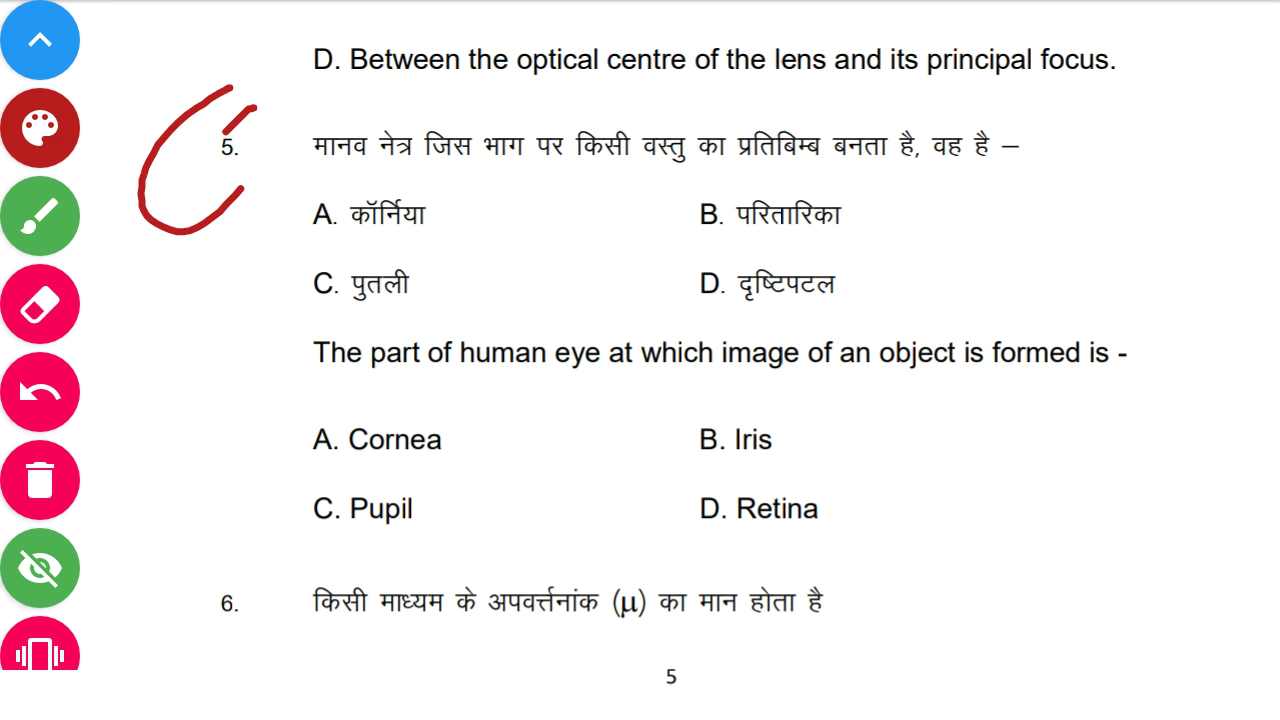 D. Between the optical centre of the lens and its principal focus.
5. मानव नेत्र जिस भाग पर किसी वस्तु का प्रतिबिम्ब बनता है, वह है –
A. कॉर्निया B. परितारिका
C. पुतली D. दृष्टिपटल
The part of human eye at which image of an object is formed is -
A. Cornea B. Iris
C. Pupil D. Retina
6. किसी माध्यम के अपवर्त्तनांक (μ) का मान होता है
5